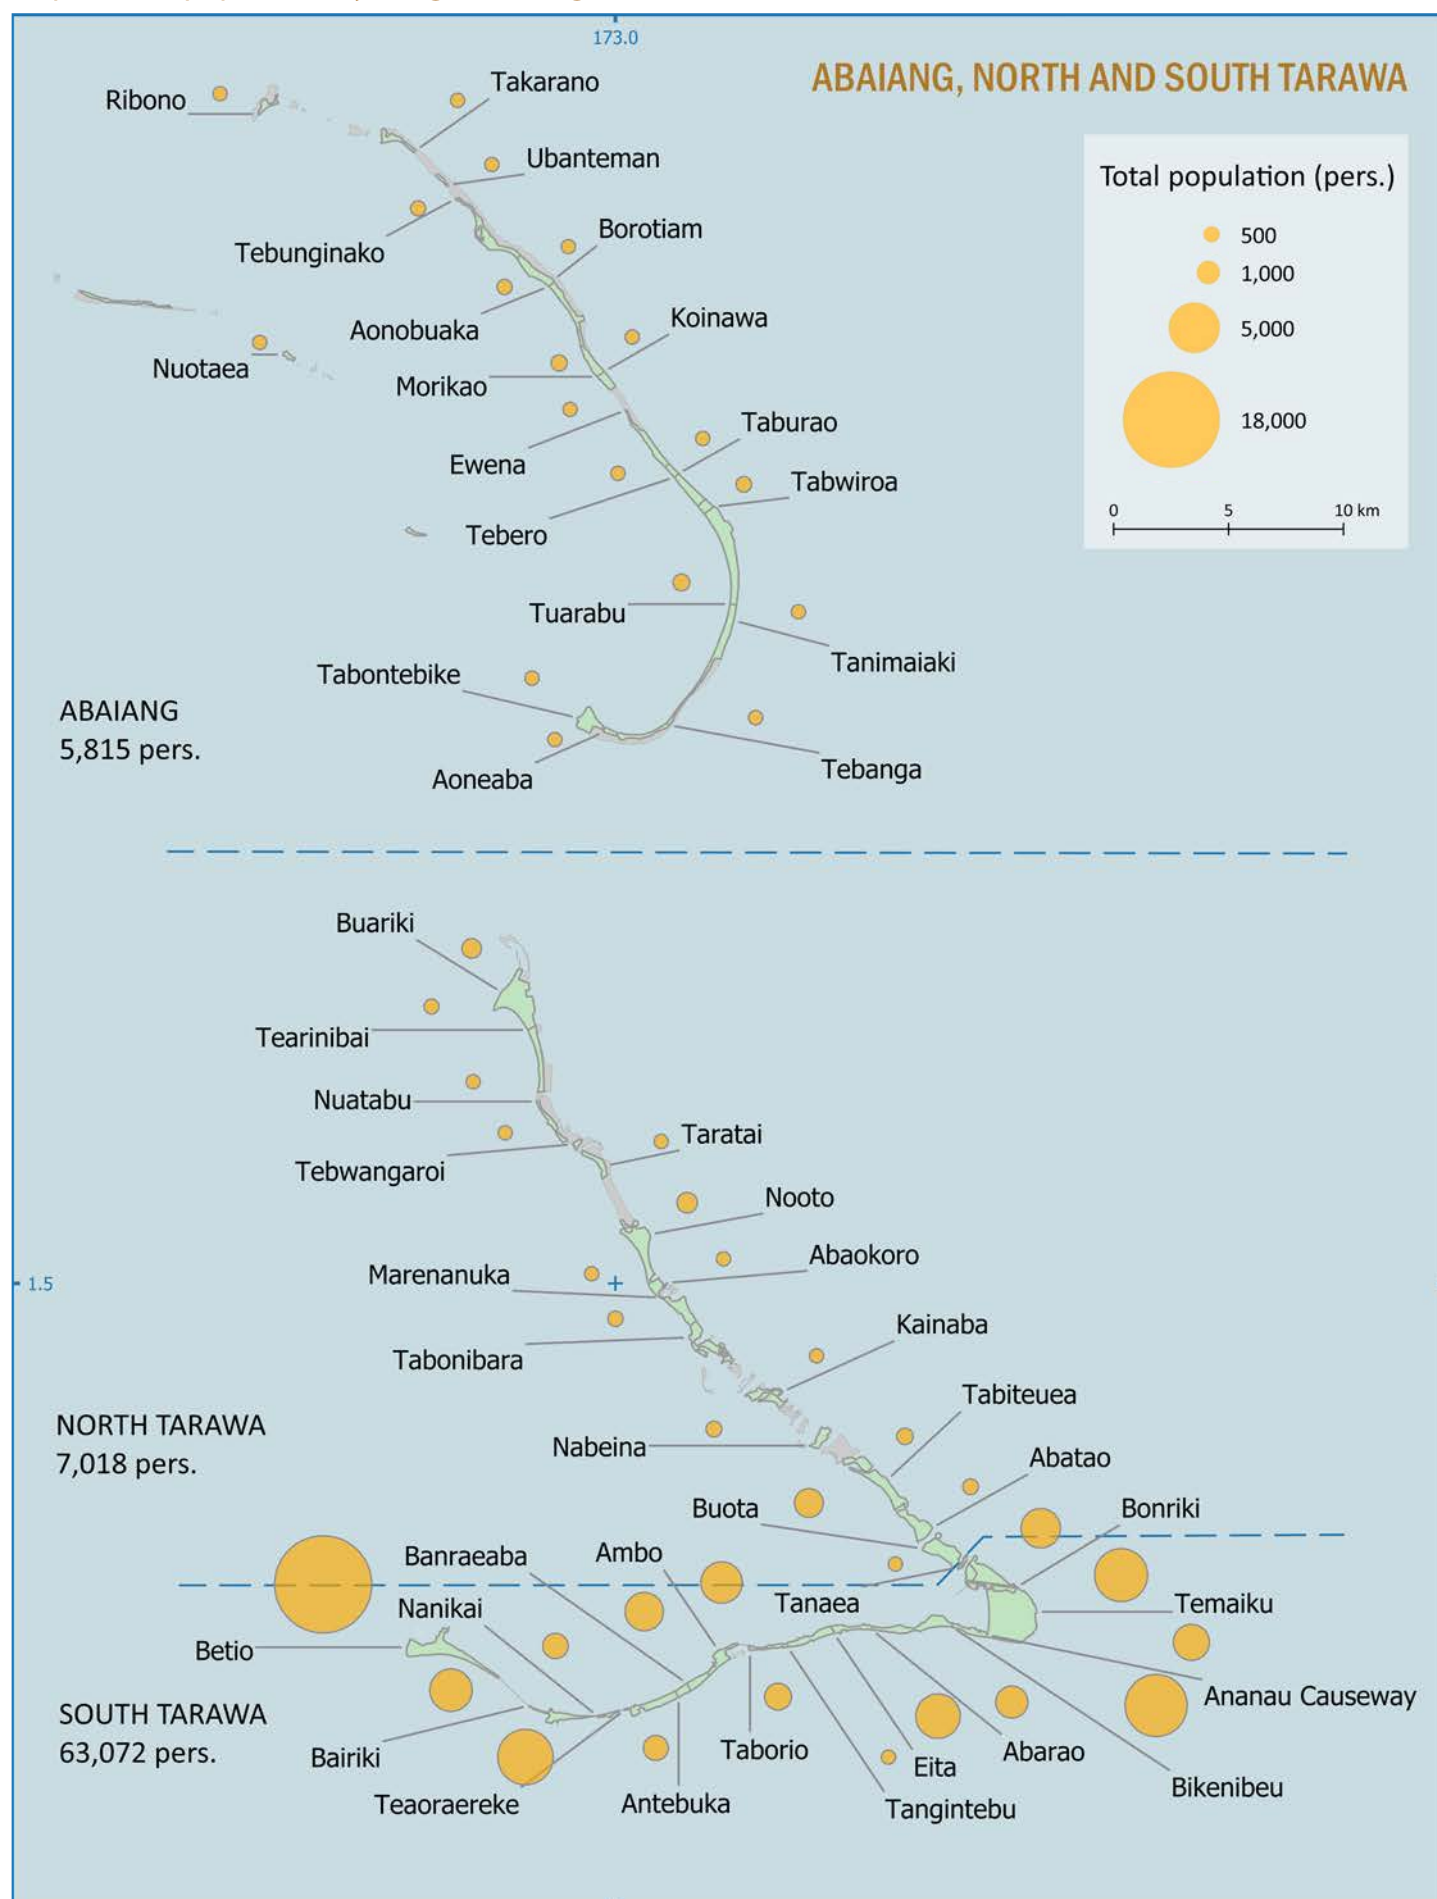 173.0
ABAIANG, NORTH AND SOUTH TARAWA
Total population (pers.)
500
1,000
5,000
18,000
0 5 10 km
Ribono
Takarano
Ubanteman
Tebunginako
Borotiam
Aonobuaka
Koinawa
Nuotaea
Morikao
Taburao
Ewena
Tabwiroa
Tebero
Tuarabu
Tanimaiaki
Tabontebike
ABAIANG
5,815 pers.
Tebanga
Aoneaba
Buariki
Tearinibai
Nuatabu
Taratai
Tebwangaroi
Nooto
Abaokoro
Marenanuka
1.5
Kainaba
Tabonibara
Tabiteuea
NORTH TARAWA
7,018 pers.
Nabeina
Abatao
Buota
Bonriki
Banraeaba
Ambo
Nanikai
Tanaea
Temaiku
Betio
Ananau Causeway
SOUTH TARAWA
63,072 pers.
Bairiki
Taborio
Abarao
Eita
Bikenibeu
Teaoraereke
Antebuka
Tangintebu